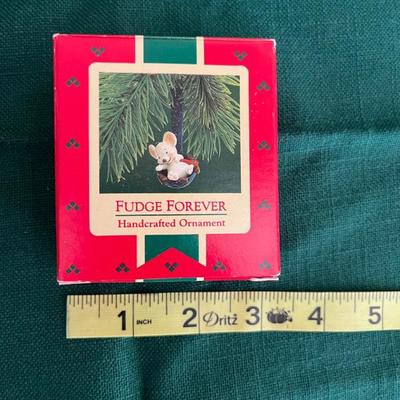 FUDGE FOREVER
Handcrafted Ornament
1 INCH 2 Dritz 3 4 5